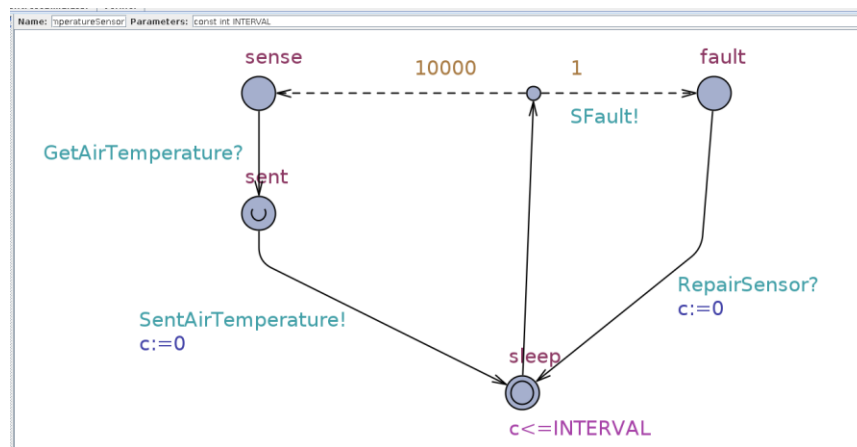 Name: mperatureSensor Parameters: const int INTERVAL
sense 10000 1 fault
SFault!
GetAirTemperature?
sent
RepairSensor?
c:=0
SentAirTemperature!
c:=0
sleep
c<=INTERVAL